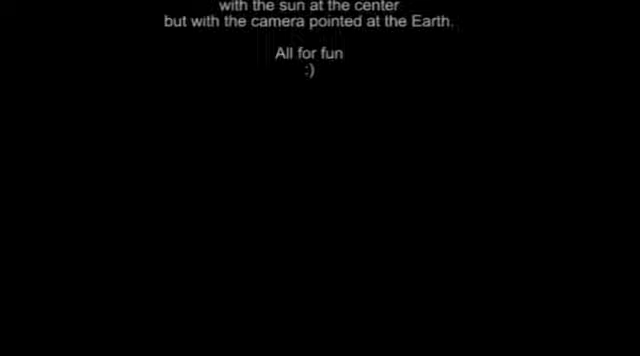 with the sun at the center
but with the camera pointed at the Earth.
All for fun
:)